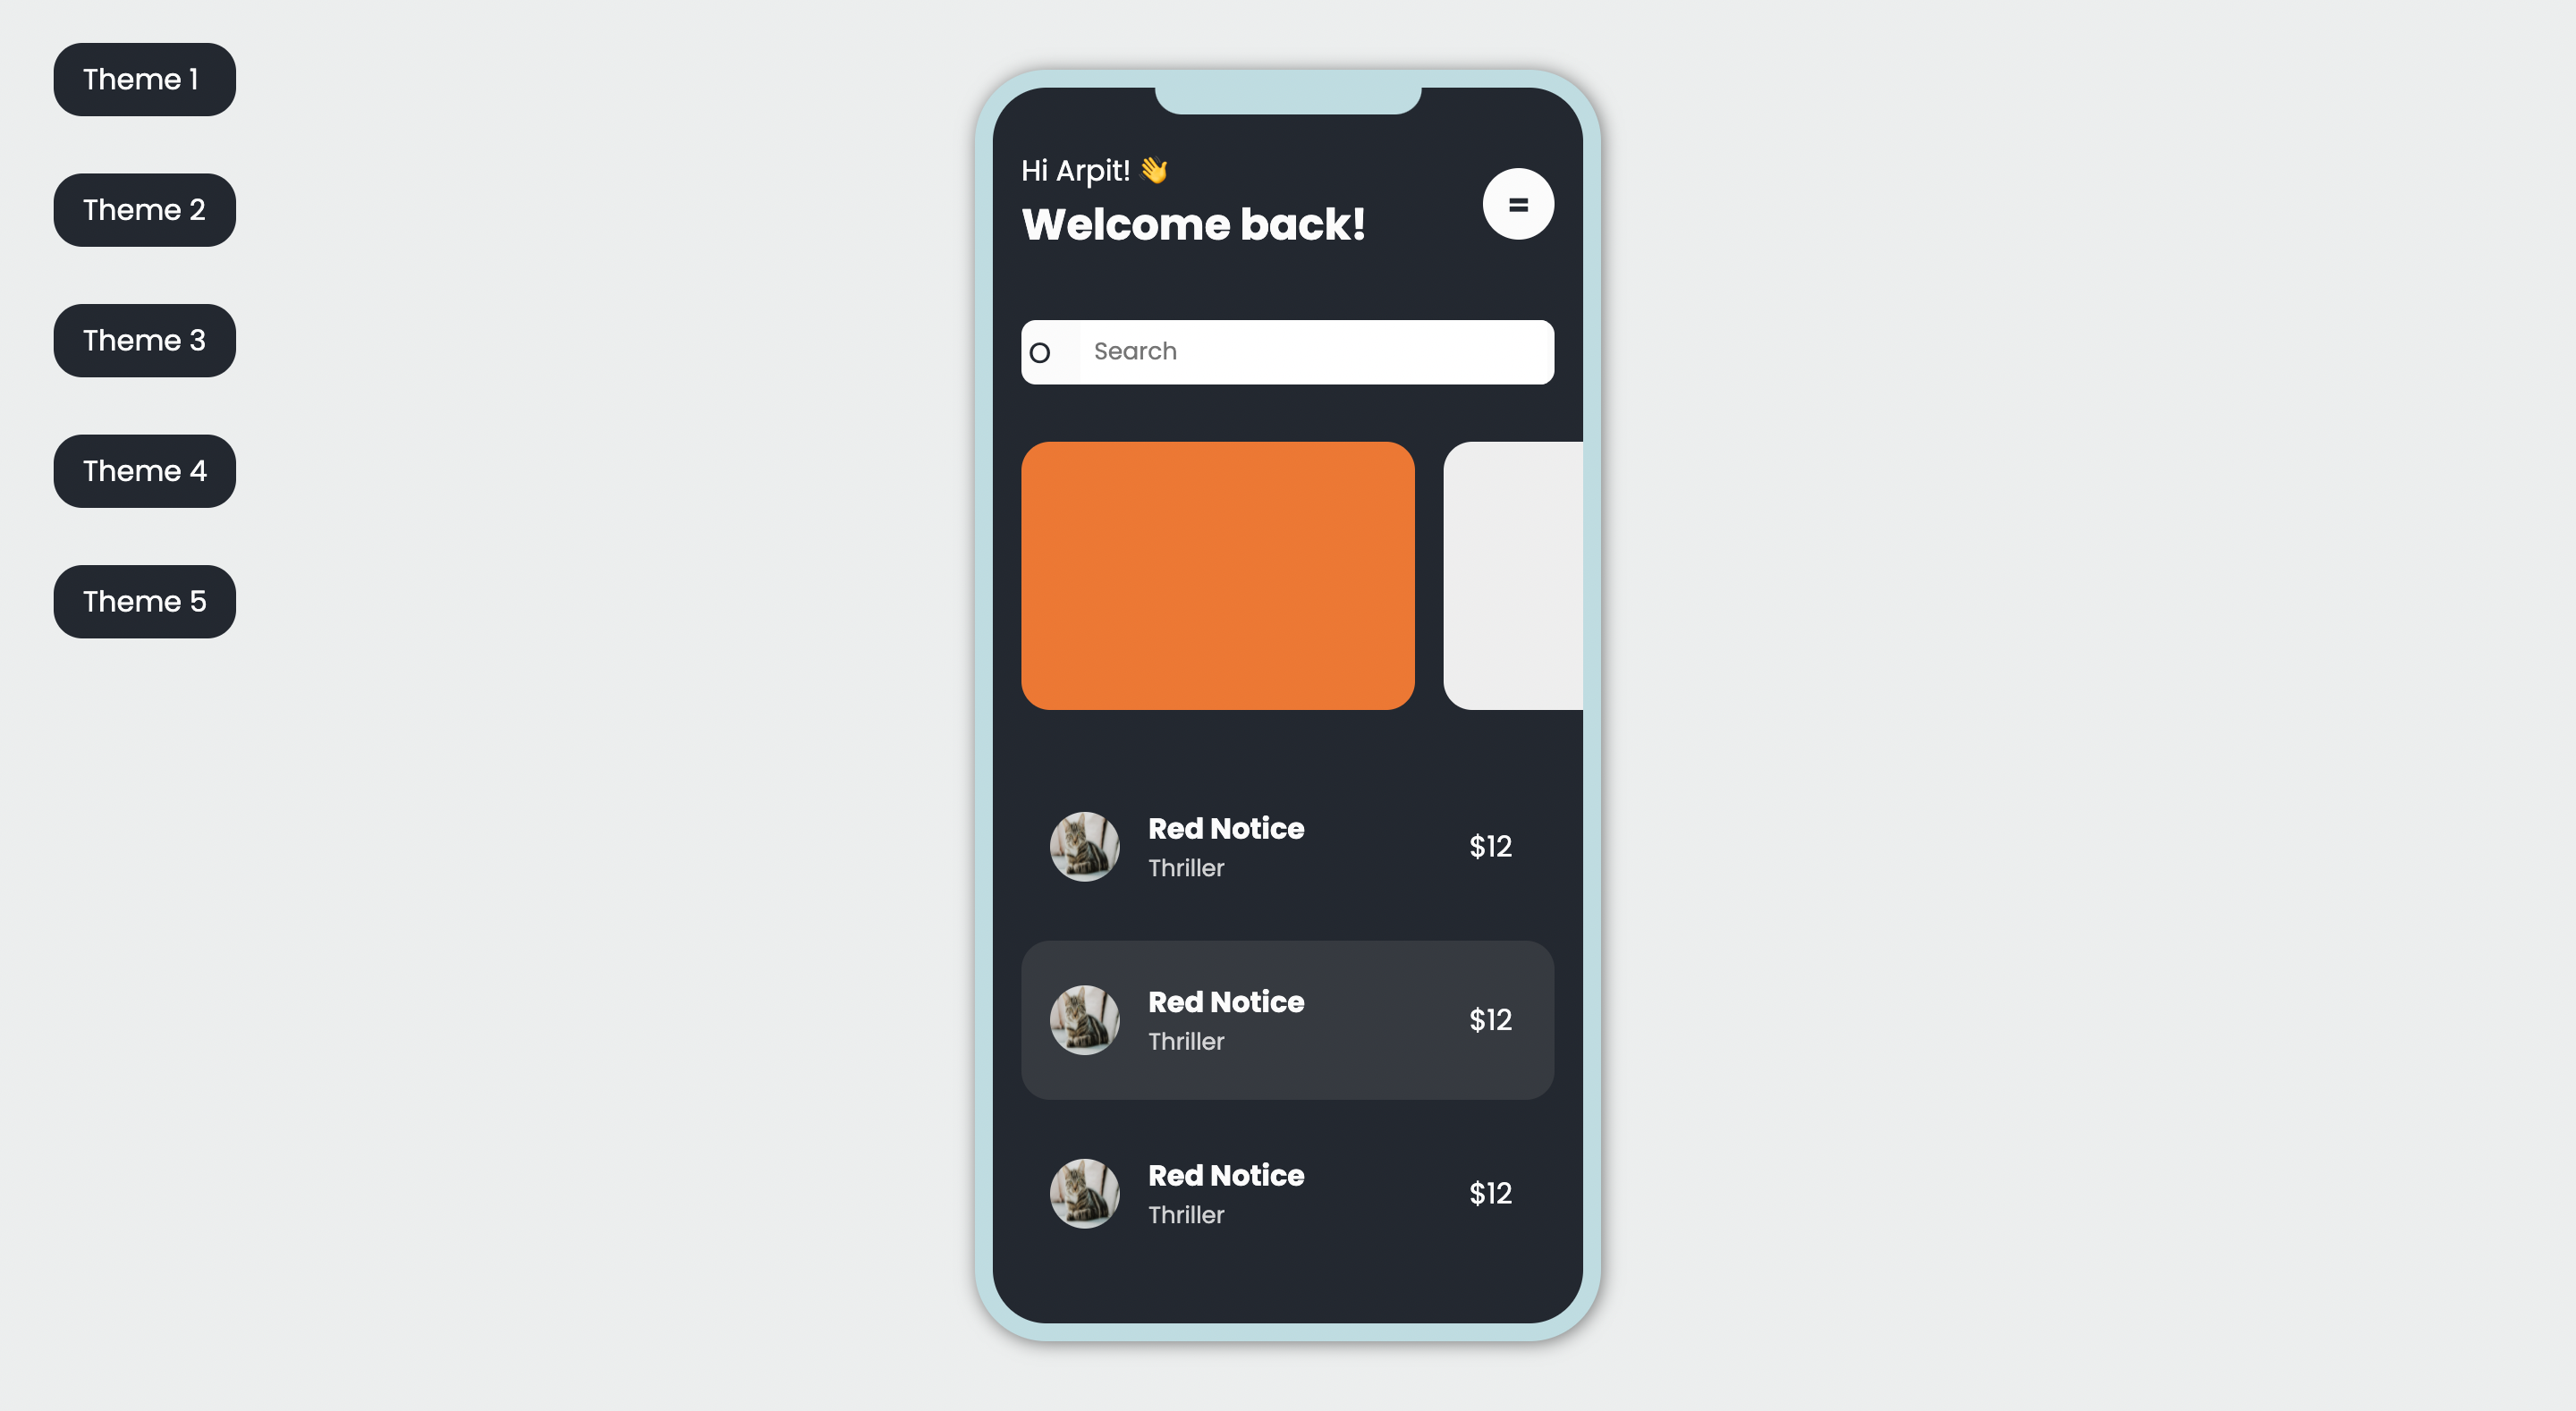 Theme 1
Theme 2
Theme 3
Theme 4
Theme 5
Hi Arpit! 👋
Welcome back!
=
O Search
Red Notice
Thriller
$12
Red Notice
Thriller
$12
Red Notice
Thriller
$12